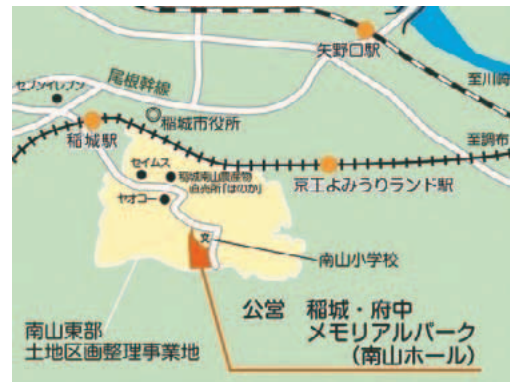 矢野口駅
至川崎
尾根幹線
セブンイレブン
稲城市役所
稲城駅
至調布
セイムス
稲城南山農産物
直売所「ほのか」
京王よみうりランド駅
ヤオコー
文
南山小学校
公営 稲城・府中
メモリアルパーク
(南山ホール)
南山東部
土地区画整理事業地